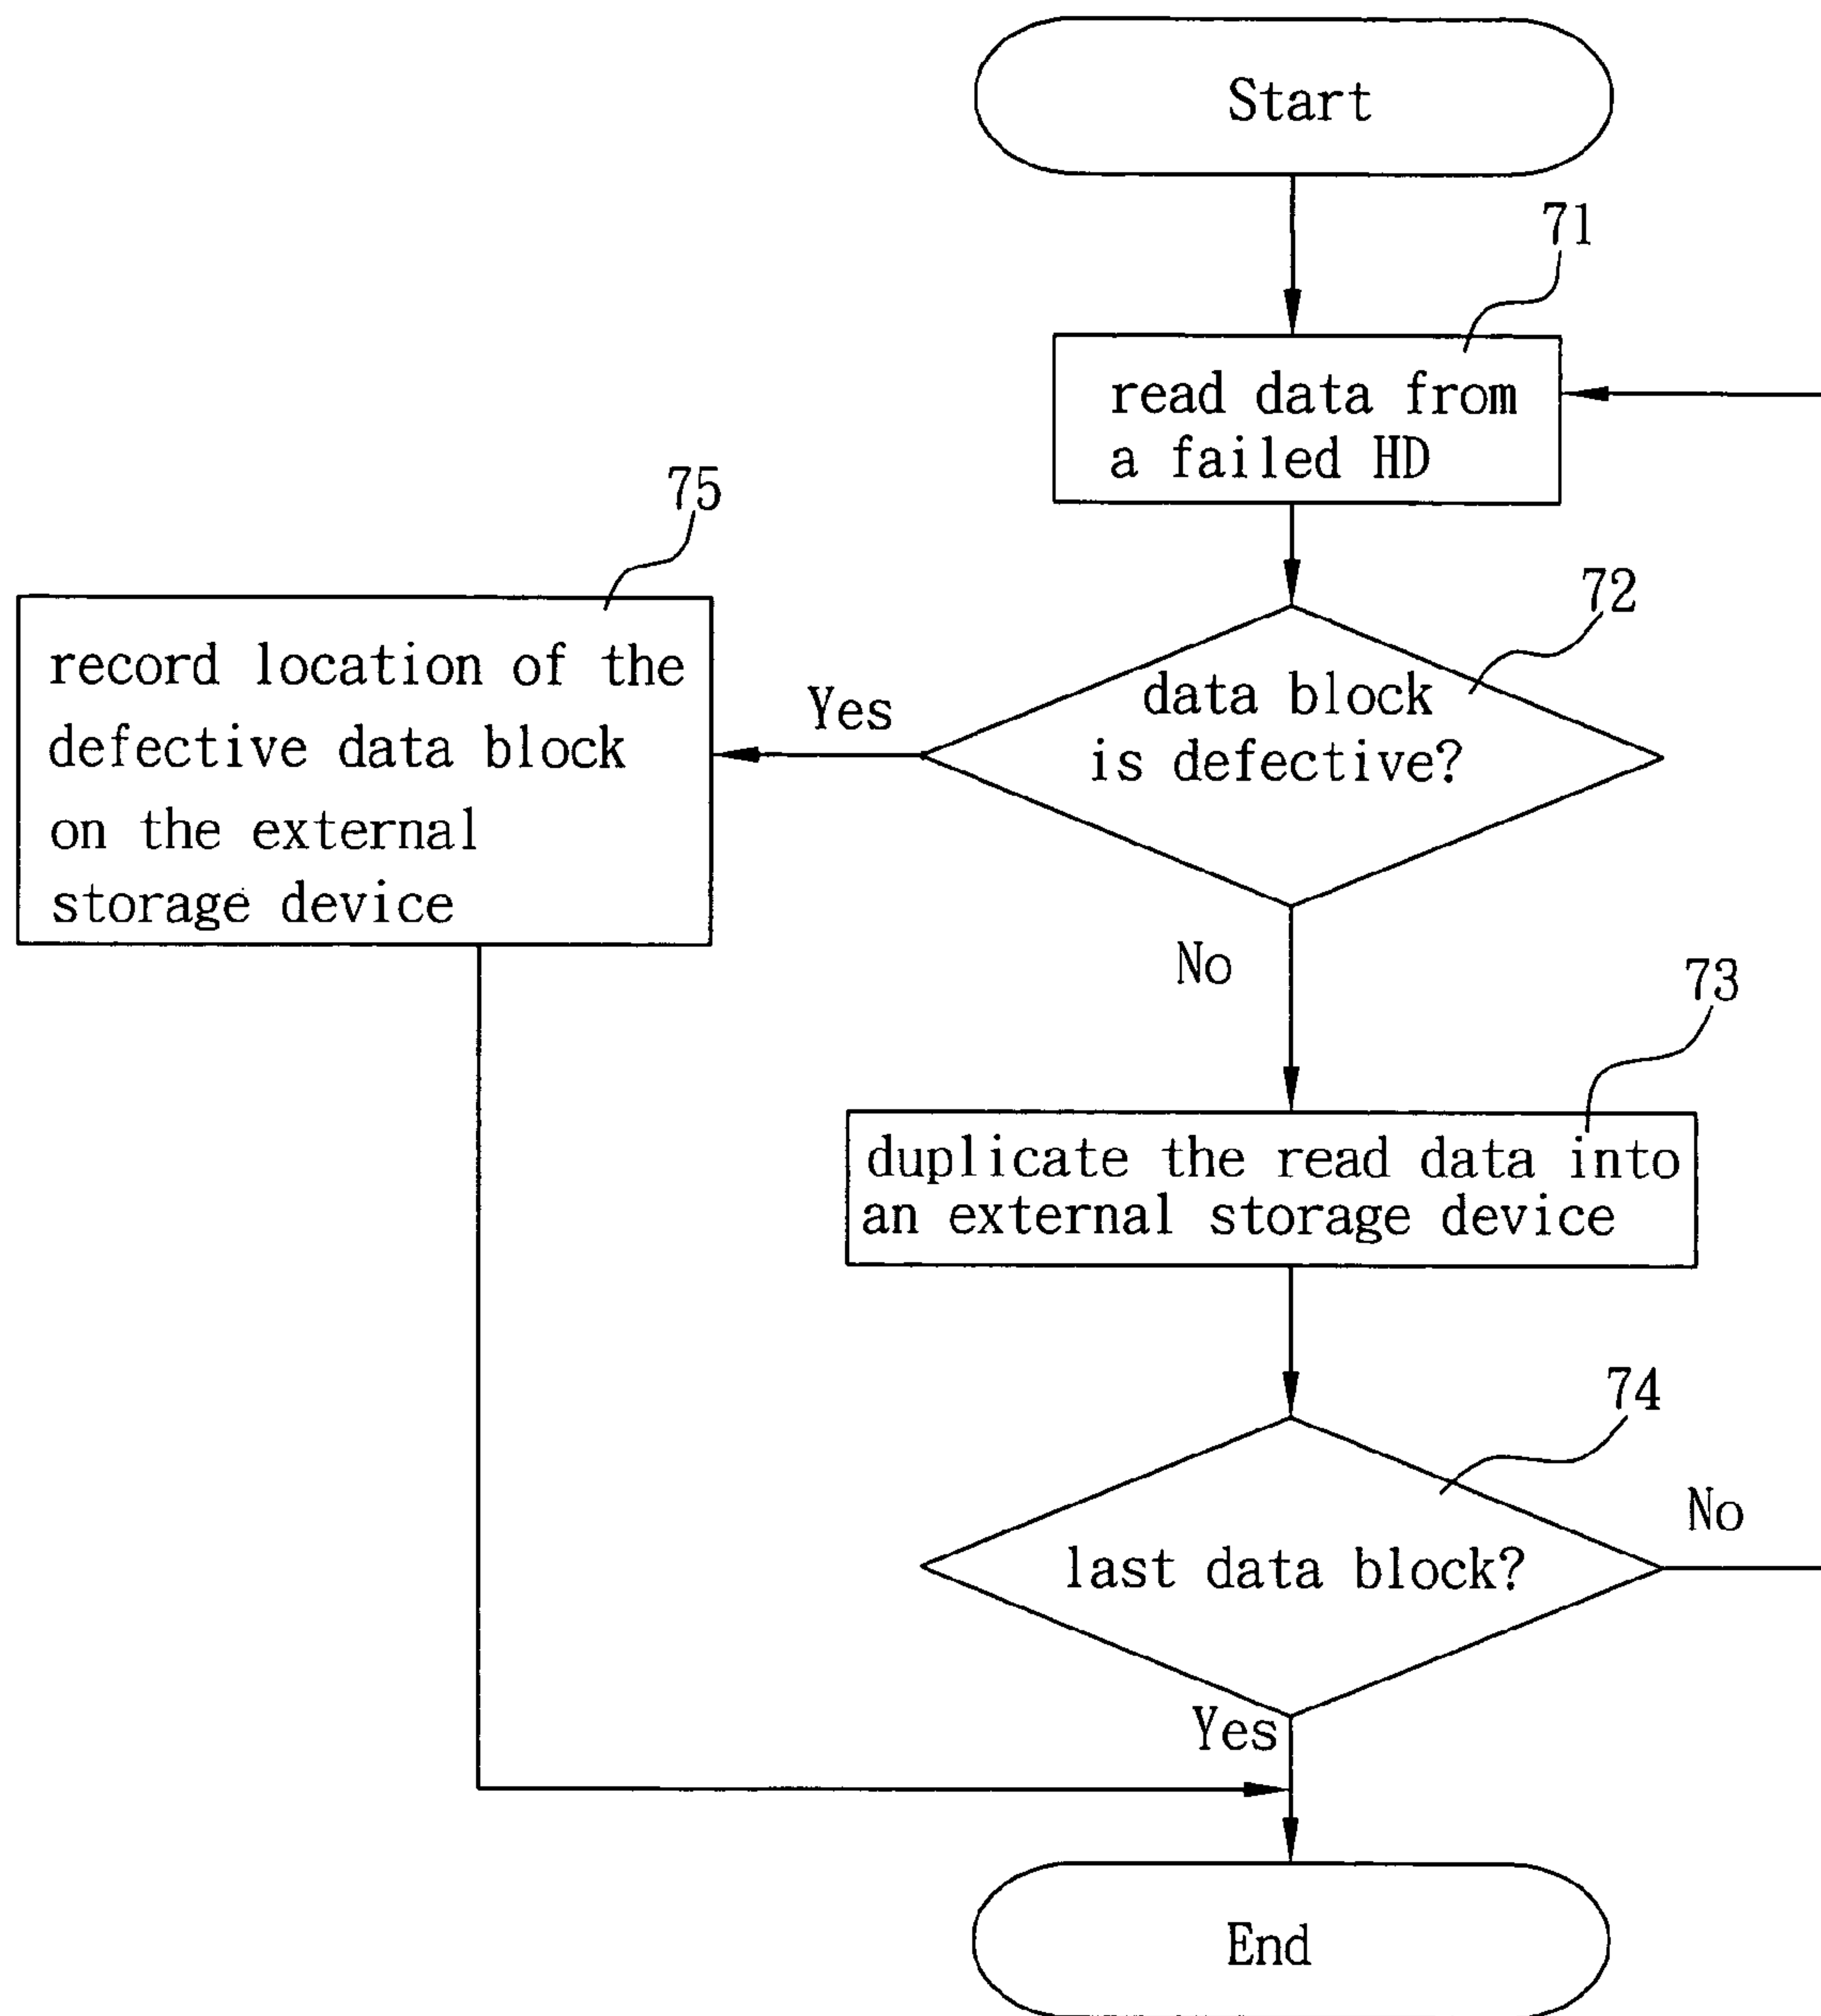 Start
71
read data from
a failed HD
75
72
record location of the
defective data block
on the external
storage device
Yes
data block
is defective?
No
73
duplicate the read data into
an external storage device
74
No
last data block?
Yes
End